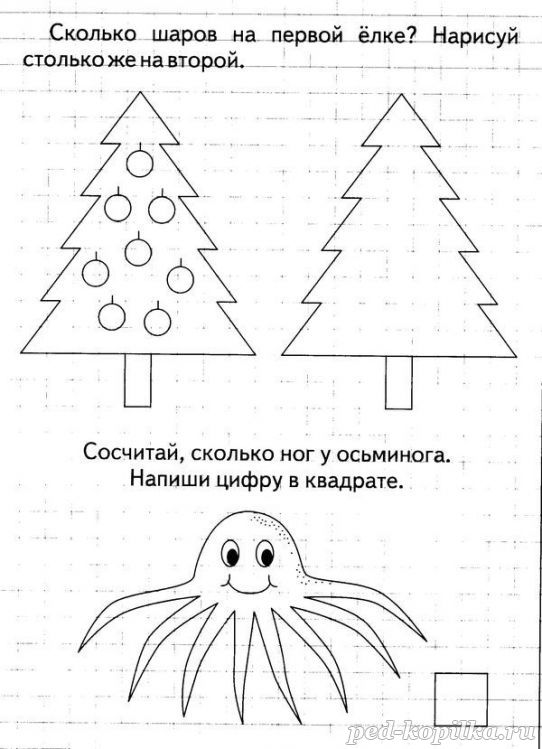 Сколько шаров на первой ёлке? Нарисуй
столько же на второй.
Сосчитай, сколько ног у осьминога.
Напиши цифру в квадрате.
ped-kopilka.ru